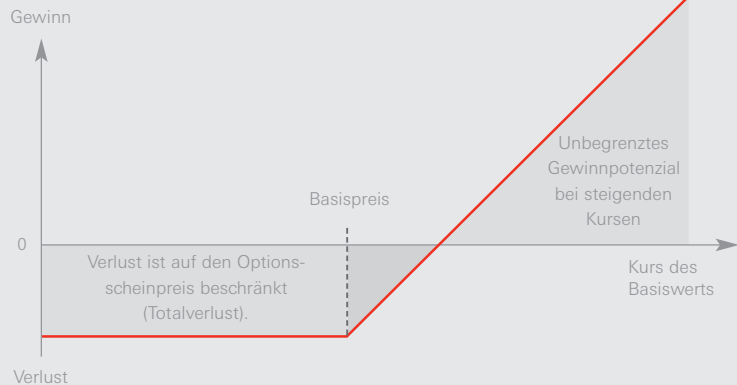 Gewinn
Unbegrenztes
Gewinnpotenzial
bei steigenden
Kursen
Basispreis
0
Verlust ist auf den Options-
scheinpreis beschränkt
(Totalverlust).
Kurs des
Basiswerts
Verlust